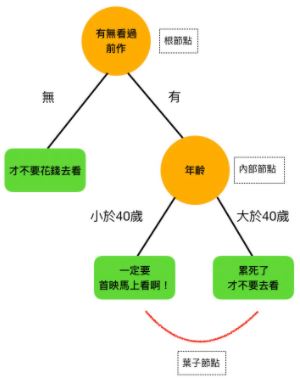 有無看過
前作
根節點
無
有
才不要花錢去看
年齡
內部節點
小於40歲
大於40歲
一定要
首映馬上看啊！
累死了
才不要去看
葉子節點